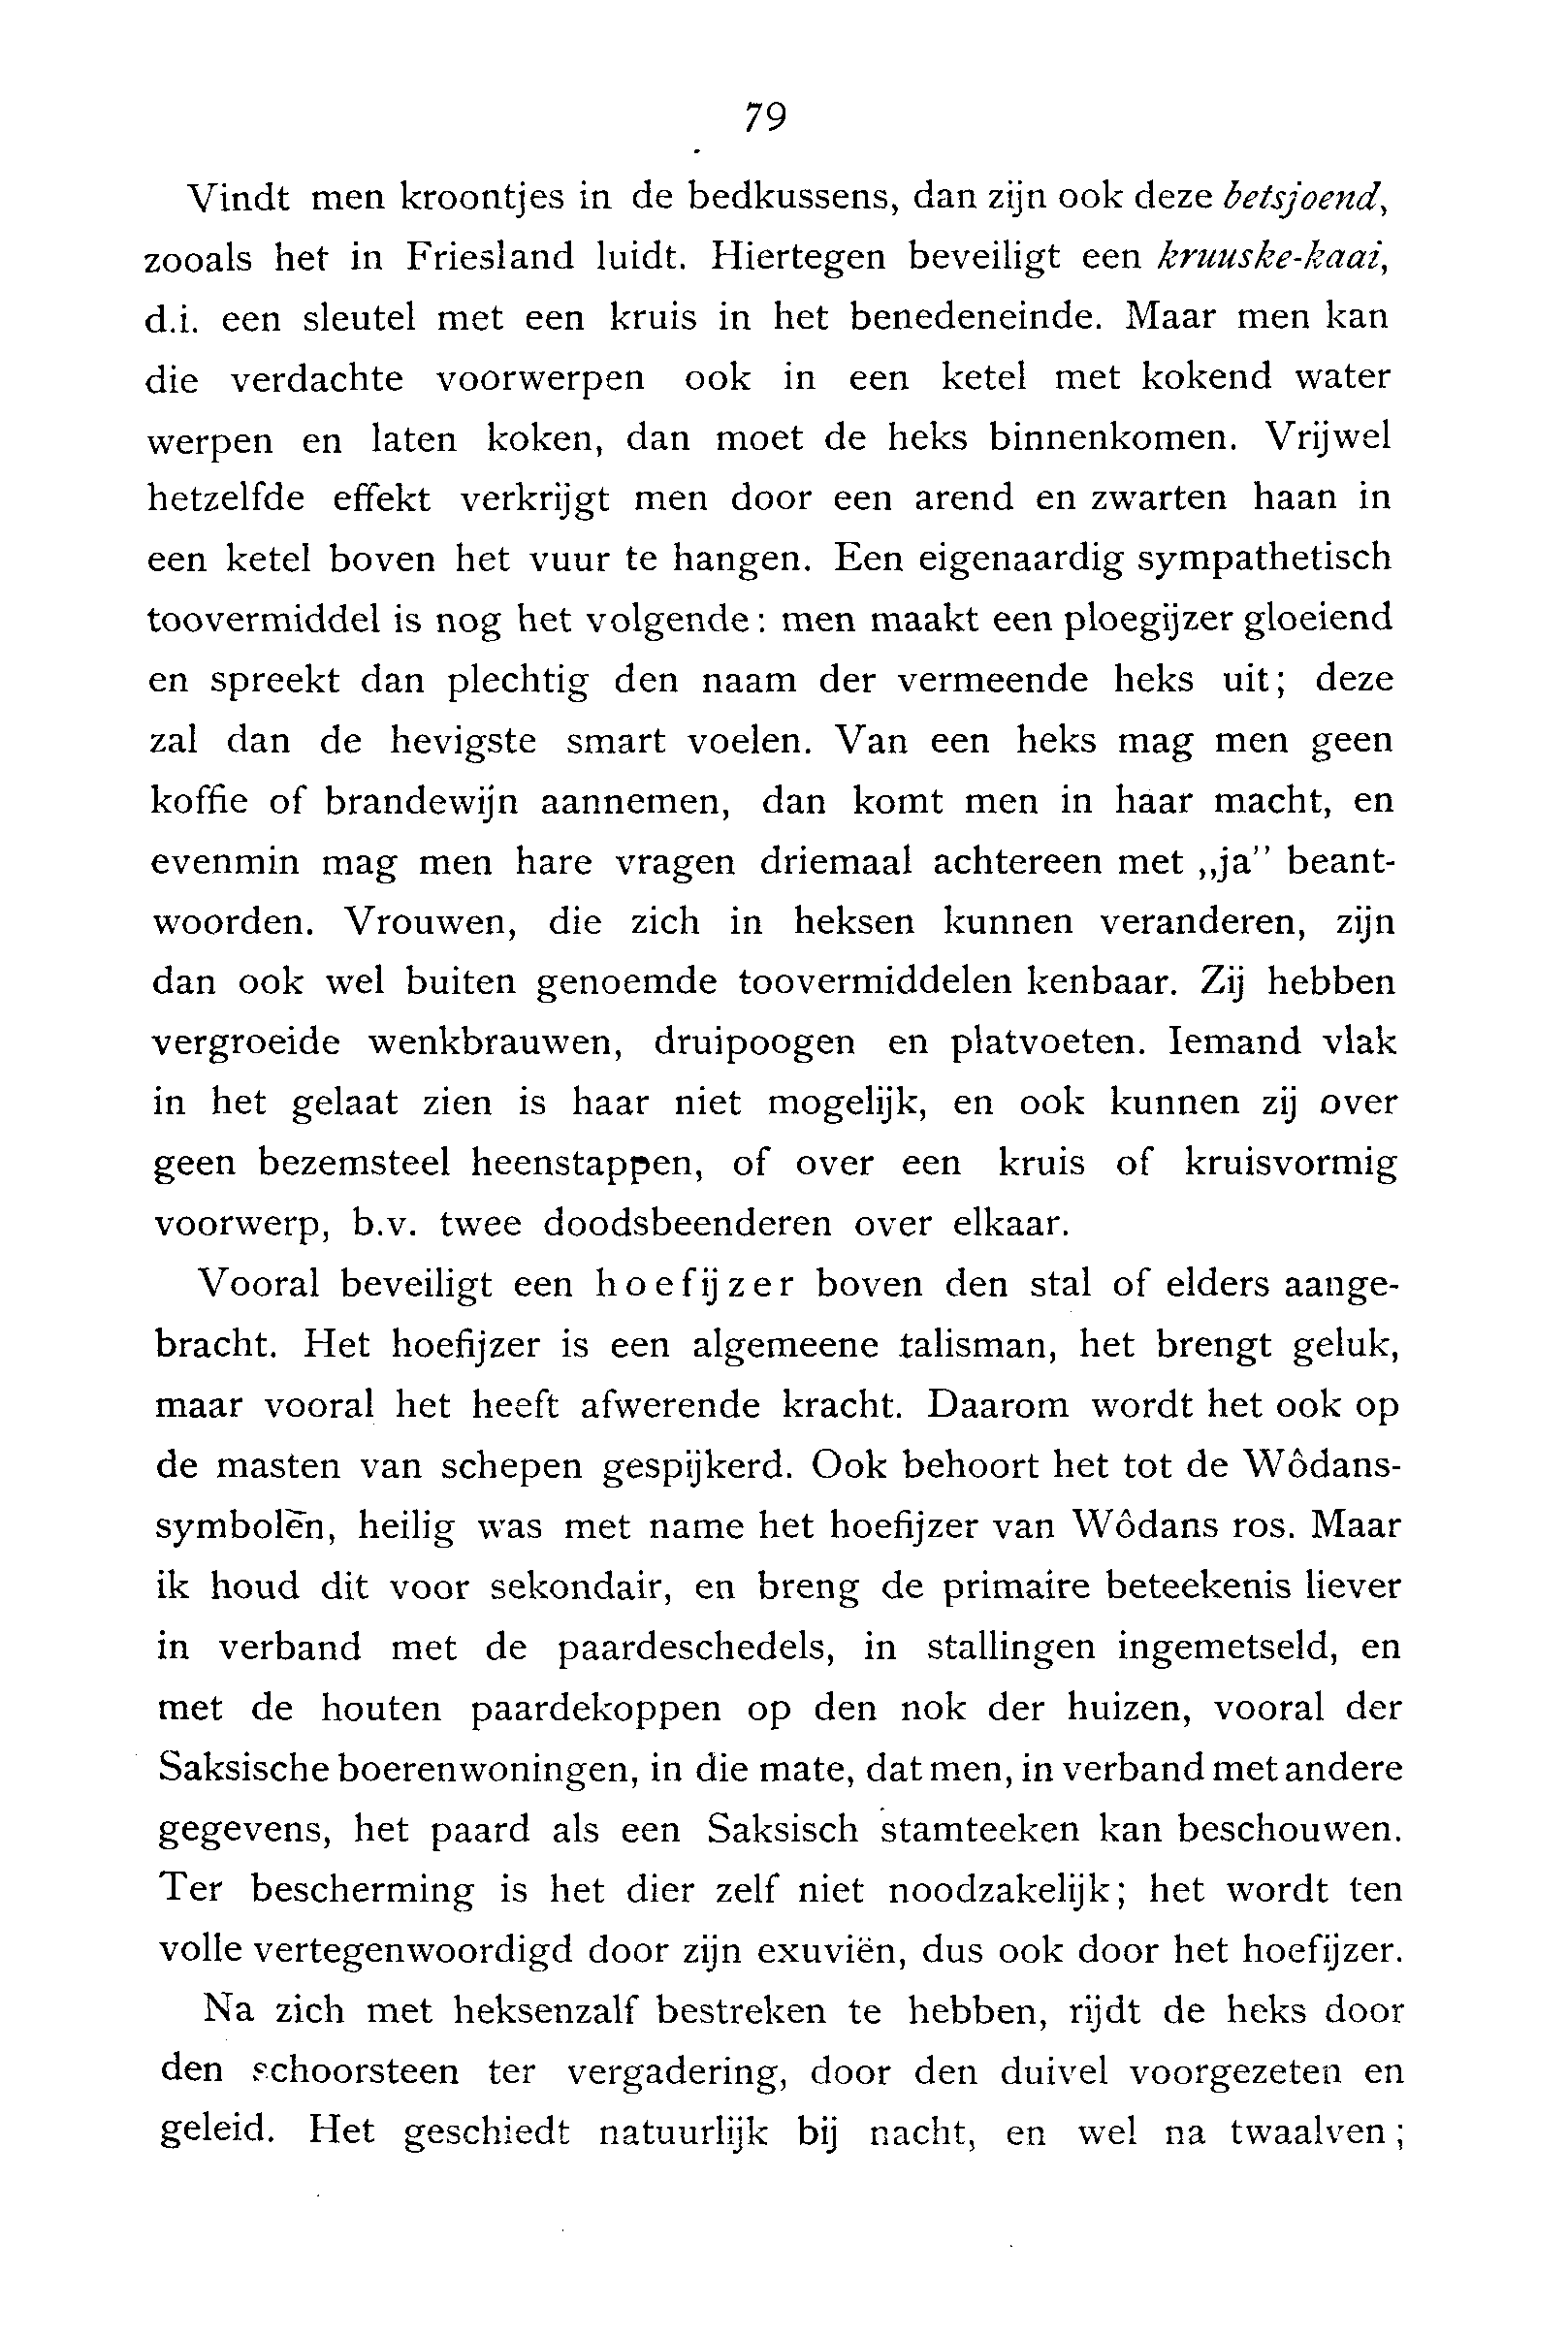 79
Vindt men kroontjes in de bedkussens, dan zijn ook deze betsjoend,
zooals het in Friesland luidt. Hiertegen beveiligt een kruuske-kaai,
d.i. een sleutel met een kruis in het benedeneinde. Maar men kan
die verdachte voorwerpen ook in een ketel met kokend water
werpen en laten koken, dan moet de heks binnenkomen. Vrijwel
hetzelfde effekt verkrijgt men door een arend en zwarten haan in
een ketel boven het vuur te hangen. Een eigenaardig sympathetisch
toovermiddel is nog het volgende: men maakt een ploegijzer gloeiend
en spreekt dan plechtig den naam der vermeende heks uit; deze
zal dan de hevigste smart voelen. Van een heks mag men geen
koffie of brandewijn aannemen, dan komt men in haar macht, en
evenmin mag men hare vragen driemaal achtereen met „ja” beant-
woorden. Vrouwen, die zich in heksen kunnen veranderen, zijn
dan ook wel buiten genoemde toovermiddelen kenbaar. Zij hebben
vergroeide wenkbrauwen, druipoogen en platvoeten. Iemand vlak
in het gelaat zien is haar niet mogelijk, en ook kunnen zij over
geen bezemsteel heenstappen, of over een kruis of kruisvormig
voorwerp, b.v. twee doodsbeenderen over elkaar.
Vooral beveiligt een hoefijzer boven den stal of elders aange-
bracht. Het hoefijzer is een algemeene talisman, het brengt geluk,
maar vooral het heeft afwerende kracht. Daarom wordt het ook op
de masten van schepen gespijkerd. Ook behoort het tot de Wôdans-
symbolen, heilig was met name het hoefijzer van Wôdans ros. Maar
ik houd dit voor sekondair, en breng de primaire beteekenis liever
in verband met de paardeschedels, in stallingen ingemetseld, en
met de houten paardekoppen op den nok der huizen, vooral der
Saksische boerenwoningen, in die mate, dat men, in verband met andere
gegevens, het paard als een Saksisch stamteeken kan beschouwen.
Ter bescherming is het dier zelf niet noodzakelijk; het wordt ten
volle vertegenwoordigd door zijn exuviën, dus ook door het hoefijzer.
Na zich met heksenzalf bestreken te hebben, rijdt de heks door
den schoorsteen ter vergadering, door den duivel voorgezeten en
geleid. Het geschiedt natuurlijk bij nacht, en wel na twaalven;